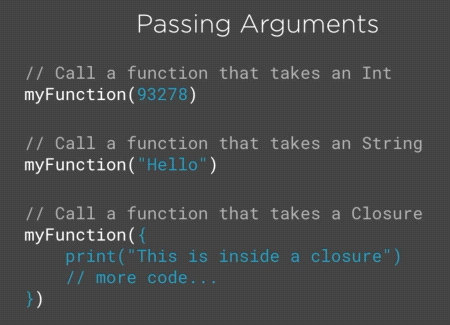 Passing Arguments
// Call a function that takes an Int
myFunction(93278)
// Call a function that takes an String
myFunction("Hello")
// Call a function that takes a Closure
myFunction({
    print("This is inside a closure")
    // more code...
})